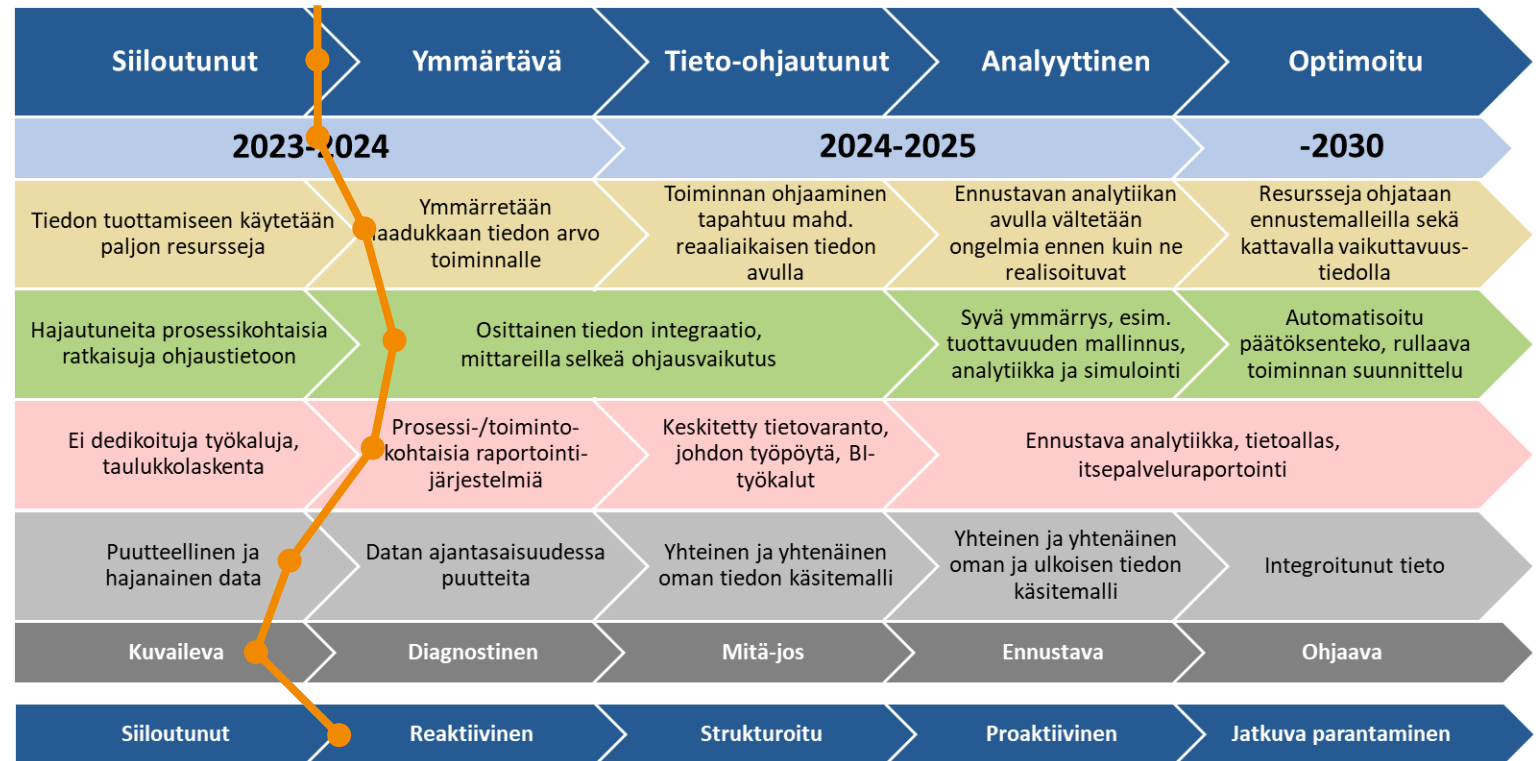 Siiloutunut
Ymmärtävä
Tieto-ohjautunut
Analyyttinen
Optimoitu
2023-2024
2024-2025
-2030
Tiedon tuottamiseen käytetään
paljon resursseja
Ymmärretään
laadukkaan tiedon arvo
toiminnalle
Toiminnan ohjaaminen
tapahtuu mahd.
reaaliaikaisen tiedon
avulla
Ennustavan analytiikan
avulla vältetään
ongelmia ennen kuin ne
realisoituvat
Resursseja ohjataan
ennustemalleilla sekä
kattavalla vaikuttavuus-
tiedolla
Hajautuneita prosessikohtaisia
ratkaisuja ohjaustietoon
Osittainen tiedon integraatio,
mittareilla selkeä ohjausvaikutus
Syvä ymmärrys, esim.
tuottavuuden mallinnus,
analytiikka ja simulointi
Automatisoitu
päätöksenteko, rullaava
toiminnan suunnittelu
Ei dedikoituja työkaluja,
taulukkolaskenta
Prosessi-/toiminto-
kohtaisia raportointi-
järjestelmiä
Keskitetty tietovaranto,
johdon työpöytä, BI-
työkalut
Ennustava analytiikka, tietoallas,
itsepalveluraportointi
Puutteellinen ja
hajanainen data
Datan ajantasaisuudessa
puutteita
Yhteinen ja yhtenäinen
oman tiedon käsitemalli
Yhteinen ja yhtenäinen
oman ja ulkoisen tiedon
käsitemalli
Integroitunut tieto
Kuvaileva
Diagnostinen
Mitä-jos
Ennustava
Ohjaava
Siiloutunut
Reaktiivinen
Strukturoitu
Proaktiivinen
Jatkuva parantaminen